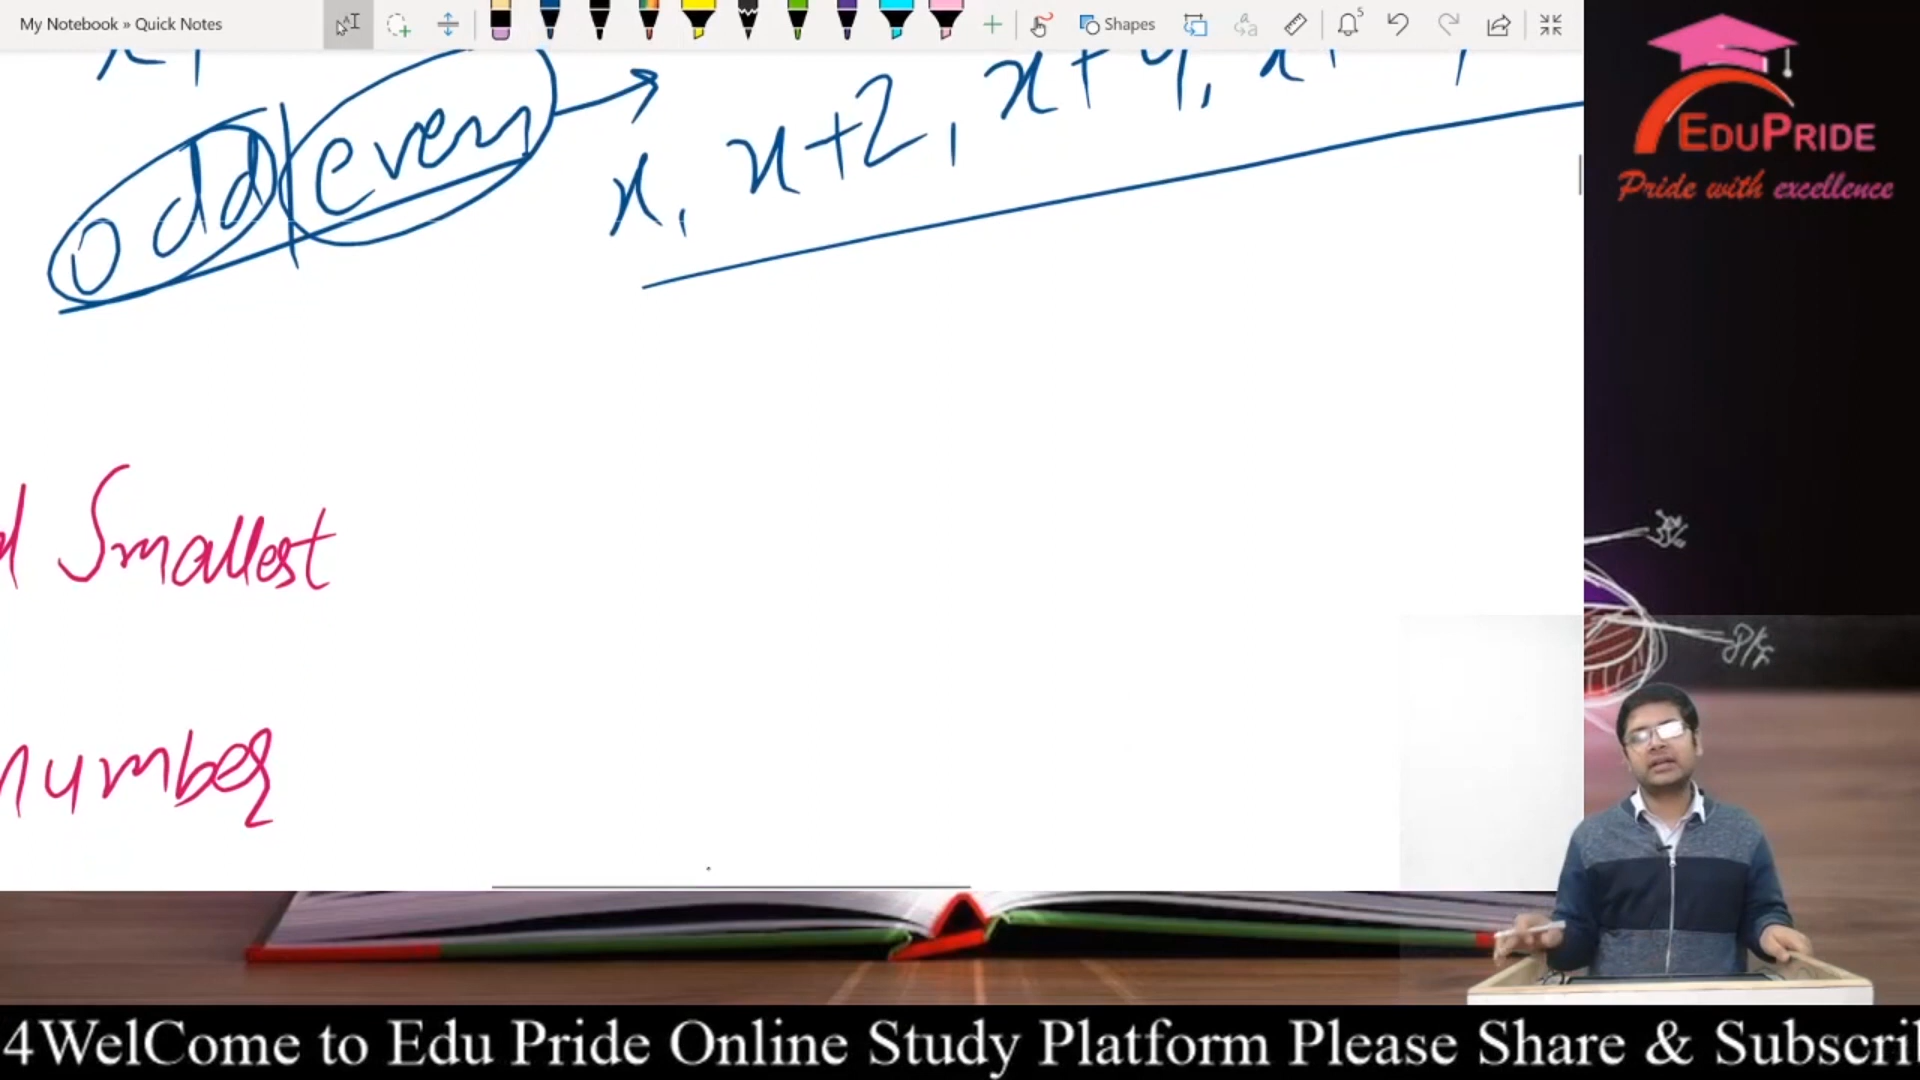 My Notebook » Quick Notes
Shapes
5
odd | even → x, x+2, x+4,
Smallest
number
EDUPRIDE
Pride with excellence
4WelCome to Edu Pride Online Study Platform Please Share & Subscri